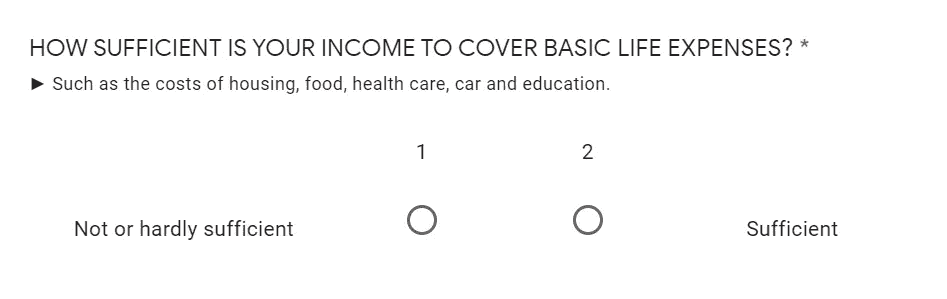 HOW SUFFICIENT IS YOUR INCOME TO COVER BASIC LIFE EXPENSES? *
► Such as the costs of housing, food, health care, car and education.
1 2
Not or hardly sufficient Sufficient